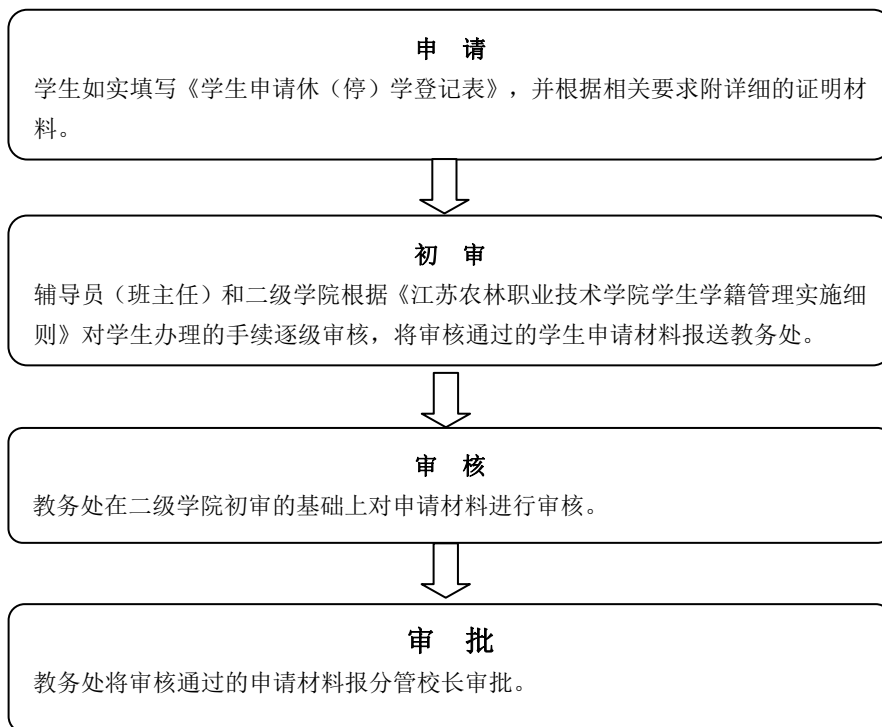 申 请
学生如实填写《学生申请休（停）学登记表》，并根据相关要求附详细的证明材
料。
初 审
辅导员（班主任）和二级学院根据《江苏农林职业技术学院学生学籍管理实施细
则》对学生办理的手续逐级审核，将审核通过的学生申请材料报送教务处。
审 核
教务处在二级学院初审的基础上对申请材料进行审核。
审 批
教务处将审核通过的申请材料报分管校长审批。